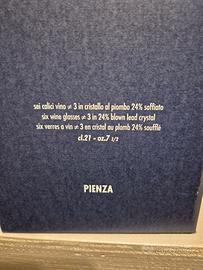 sei calici vino ≠ 3 in cristallo al piombo 24% soffiato
six wine glasses ≠ 3 in 24% blown lead crystal
six verres a vin ≠ 3 en cristal au plomb 24% soufflè
cl.21 - oz.7 1/2
PIENZA